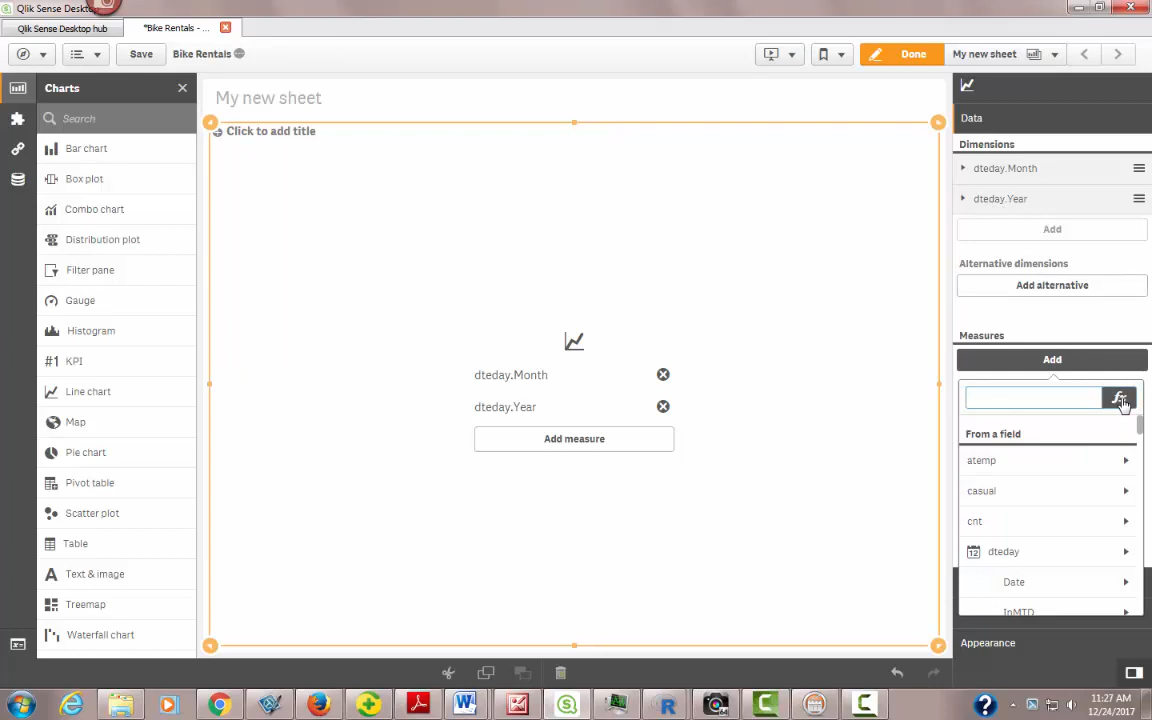 Qlik Sense Desktop
Qlik Sense Desktop hub
*Bike Rentals - ...
Save
Bike Rentals
Done
My new sheet
Charts
Search
Bar chart
Box plot
Combo chart
Distribution plot
Filter pane
Gauge
Histogram
#1 KPI
Line chart
Map
Pie chart
Pivot table
Scatter plot
Table
A Text & image
Treemap
Waterfall chart
My new sheet
Click to add title
dteday.Month
dteday.Year
Add measure
Data
Dimensions
dteday.Month
dteday.Year
Add
Alternative dimensions
Add alternative
Measures
Add
From a field
atemp
casual
cnt
12 dteday
Date
InMTD
Appearance
11:27 AM
12/24/2017